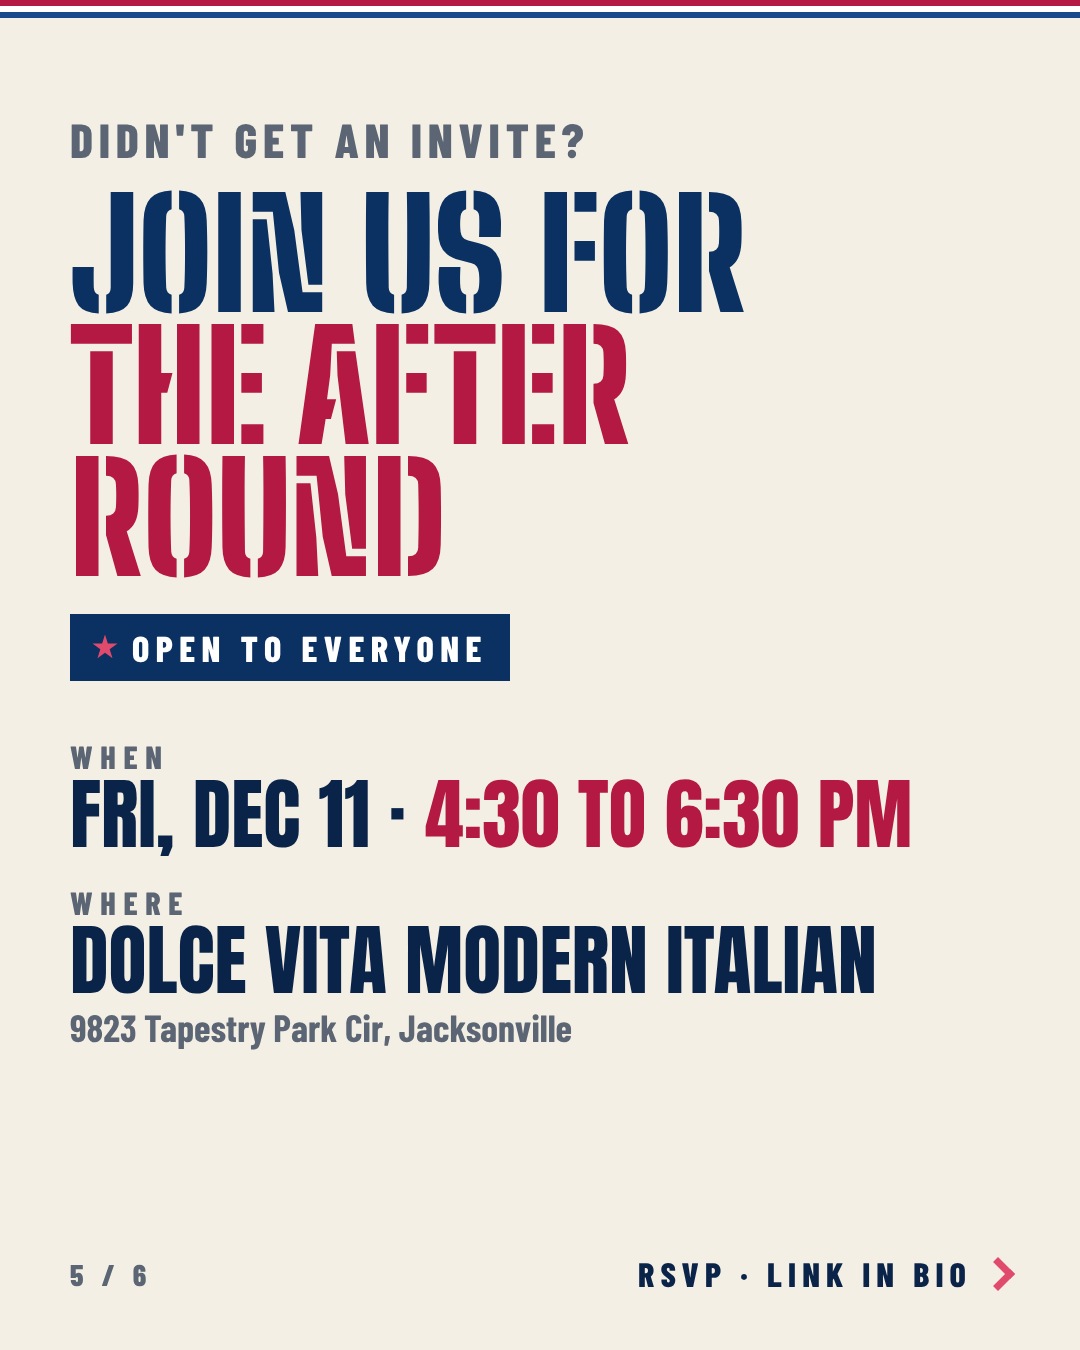 DIDN'T GET AN INVITE?
JOIN US FOR
THE AFTER
ROUND
★ OPEN TO EVERYONE
WHEN
FRI, DEC 11 · 4:30 TO 6:30 PM
WHERE
DOLCE VITA MODERN ITALIAN
9823 Tapestry Park Cir, Jacksonville
5 / 6
RSVP · LINK IN BIO